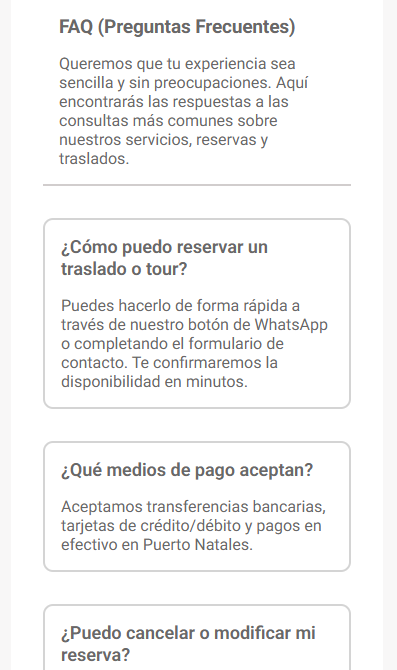 FAQ (Preguntas Frecuentes)
Queremos que tu experiencia sea
sencilla y sin preocupaciones. Aquí
encontrarás las respuestas a las
consultas más comunes sobre
nuestros servicios, reservas y
traslados.
¿Cómo puedo reservar un
traslado o tour?
Puedes hacerlo de forma rápida a
través de nuestro botón de WhatsApp
o completando el formulario de
contacto. Te confirmaremos la
disponibilidad en minutos.
¿Qué medios de pago aceptan?
Aceptamos transferencias bancarias,
tarjetas de crédito/débito y pagos en
efectivo en Puerto Natales.
¿Puedo cancelar o modificar mi
reserva?